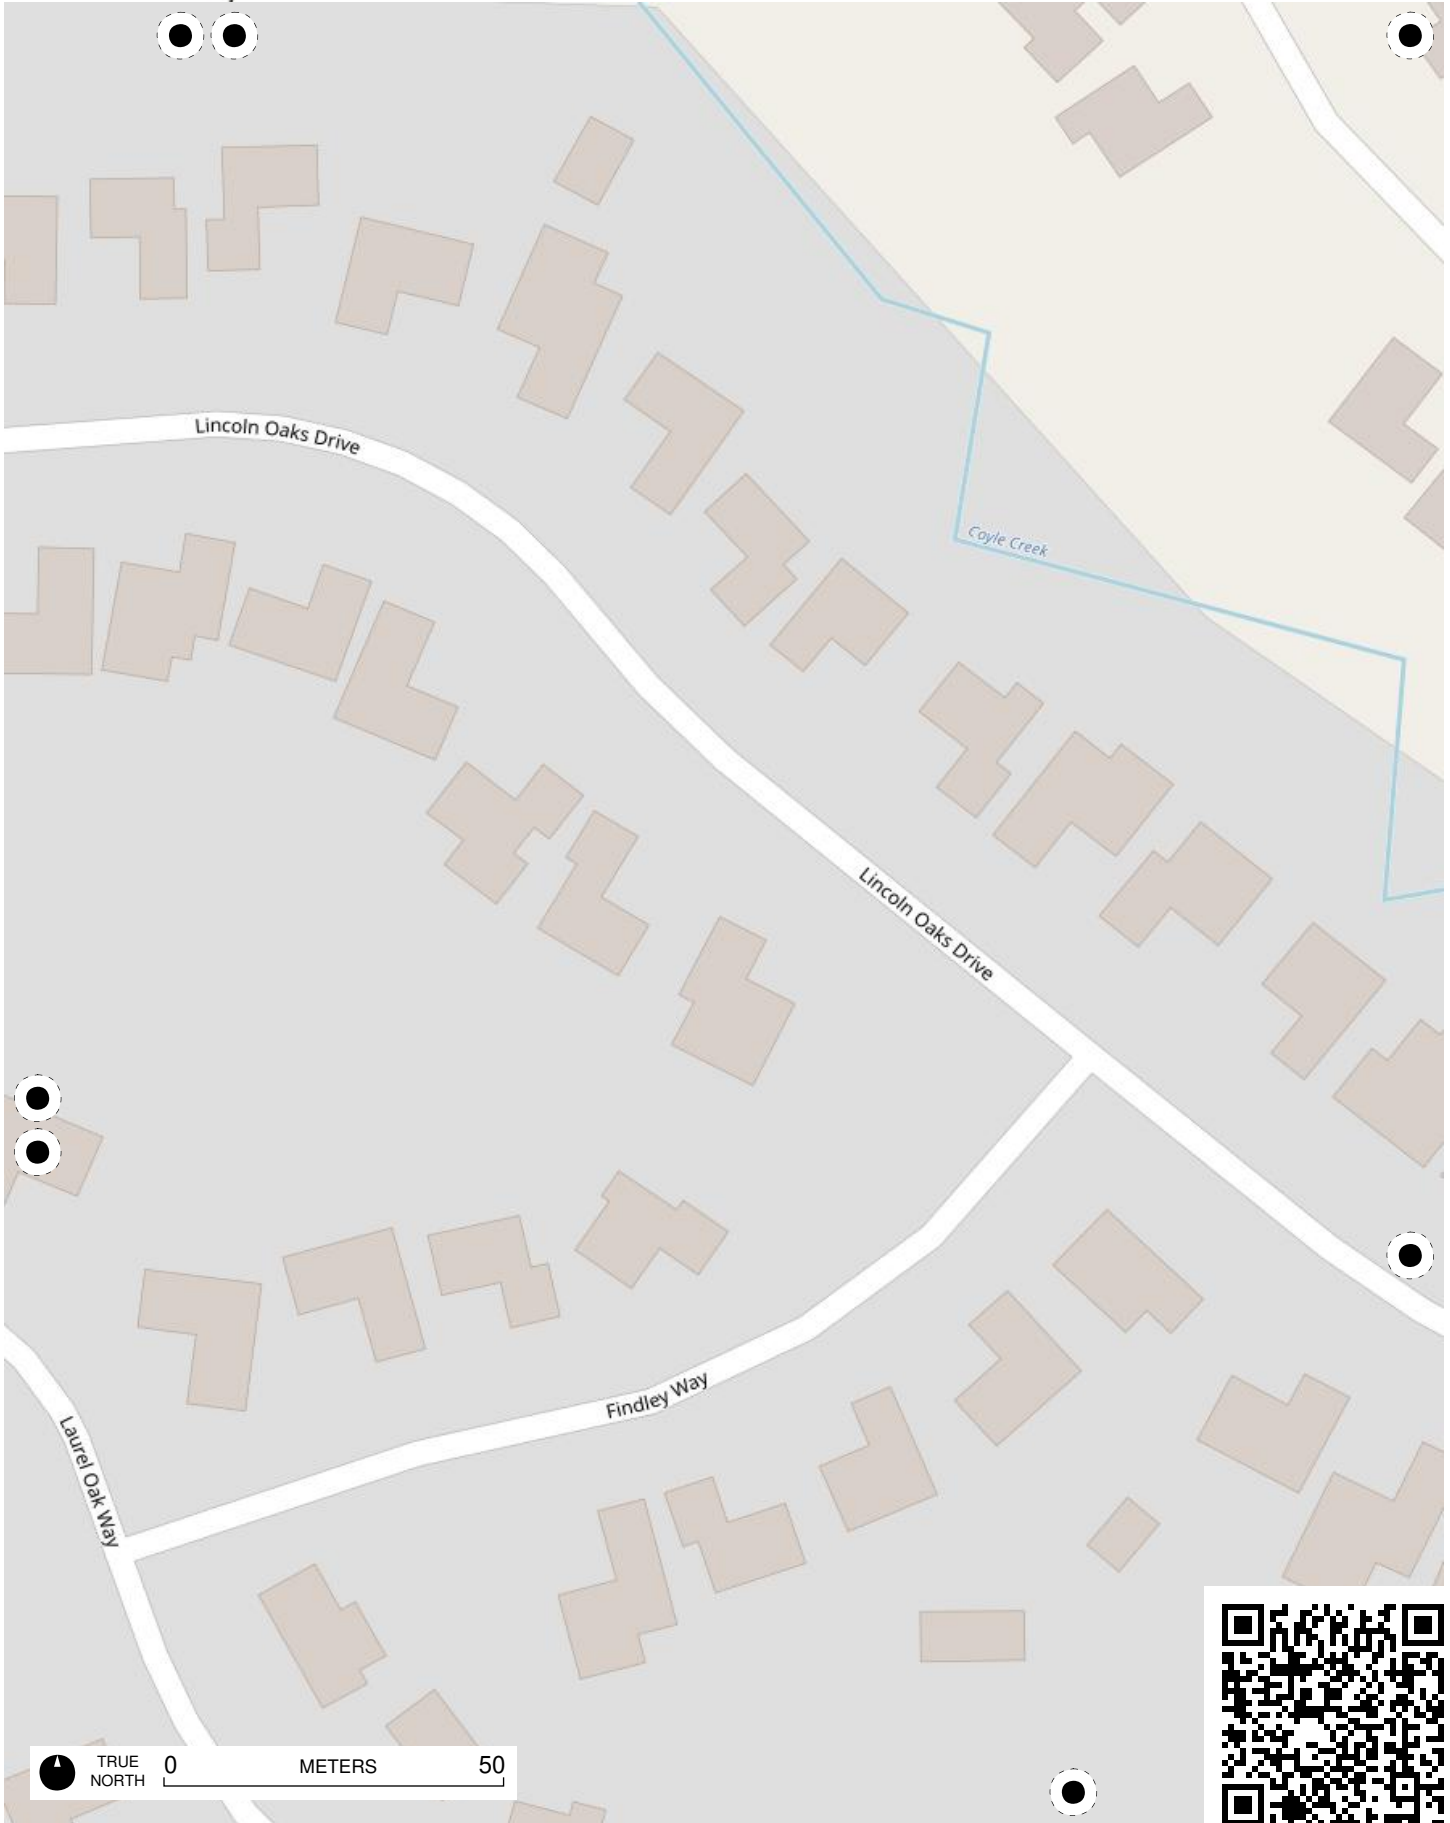 Lincoln Oaks Drive
Coyle Creek
Lincoln Oaks Drive
Findley Way
Laurel Oak Way
TRUE
NORTH
0 METERS 50